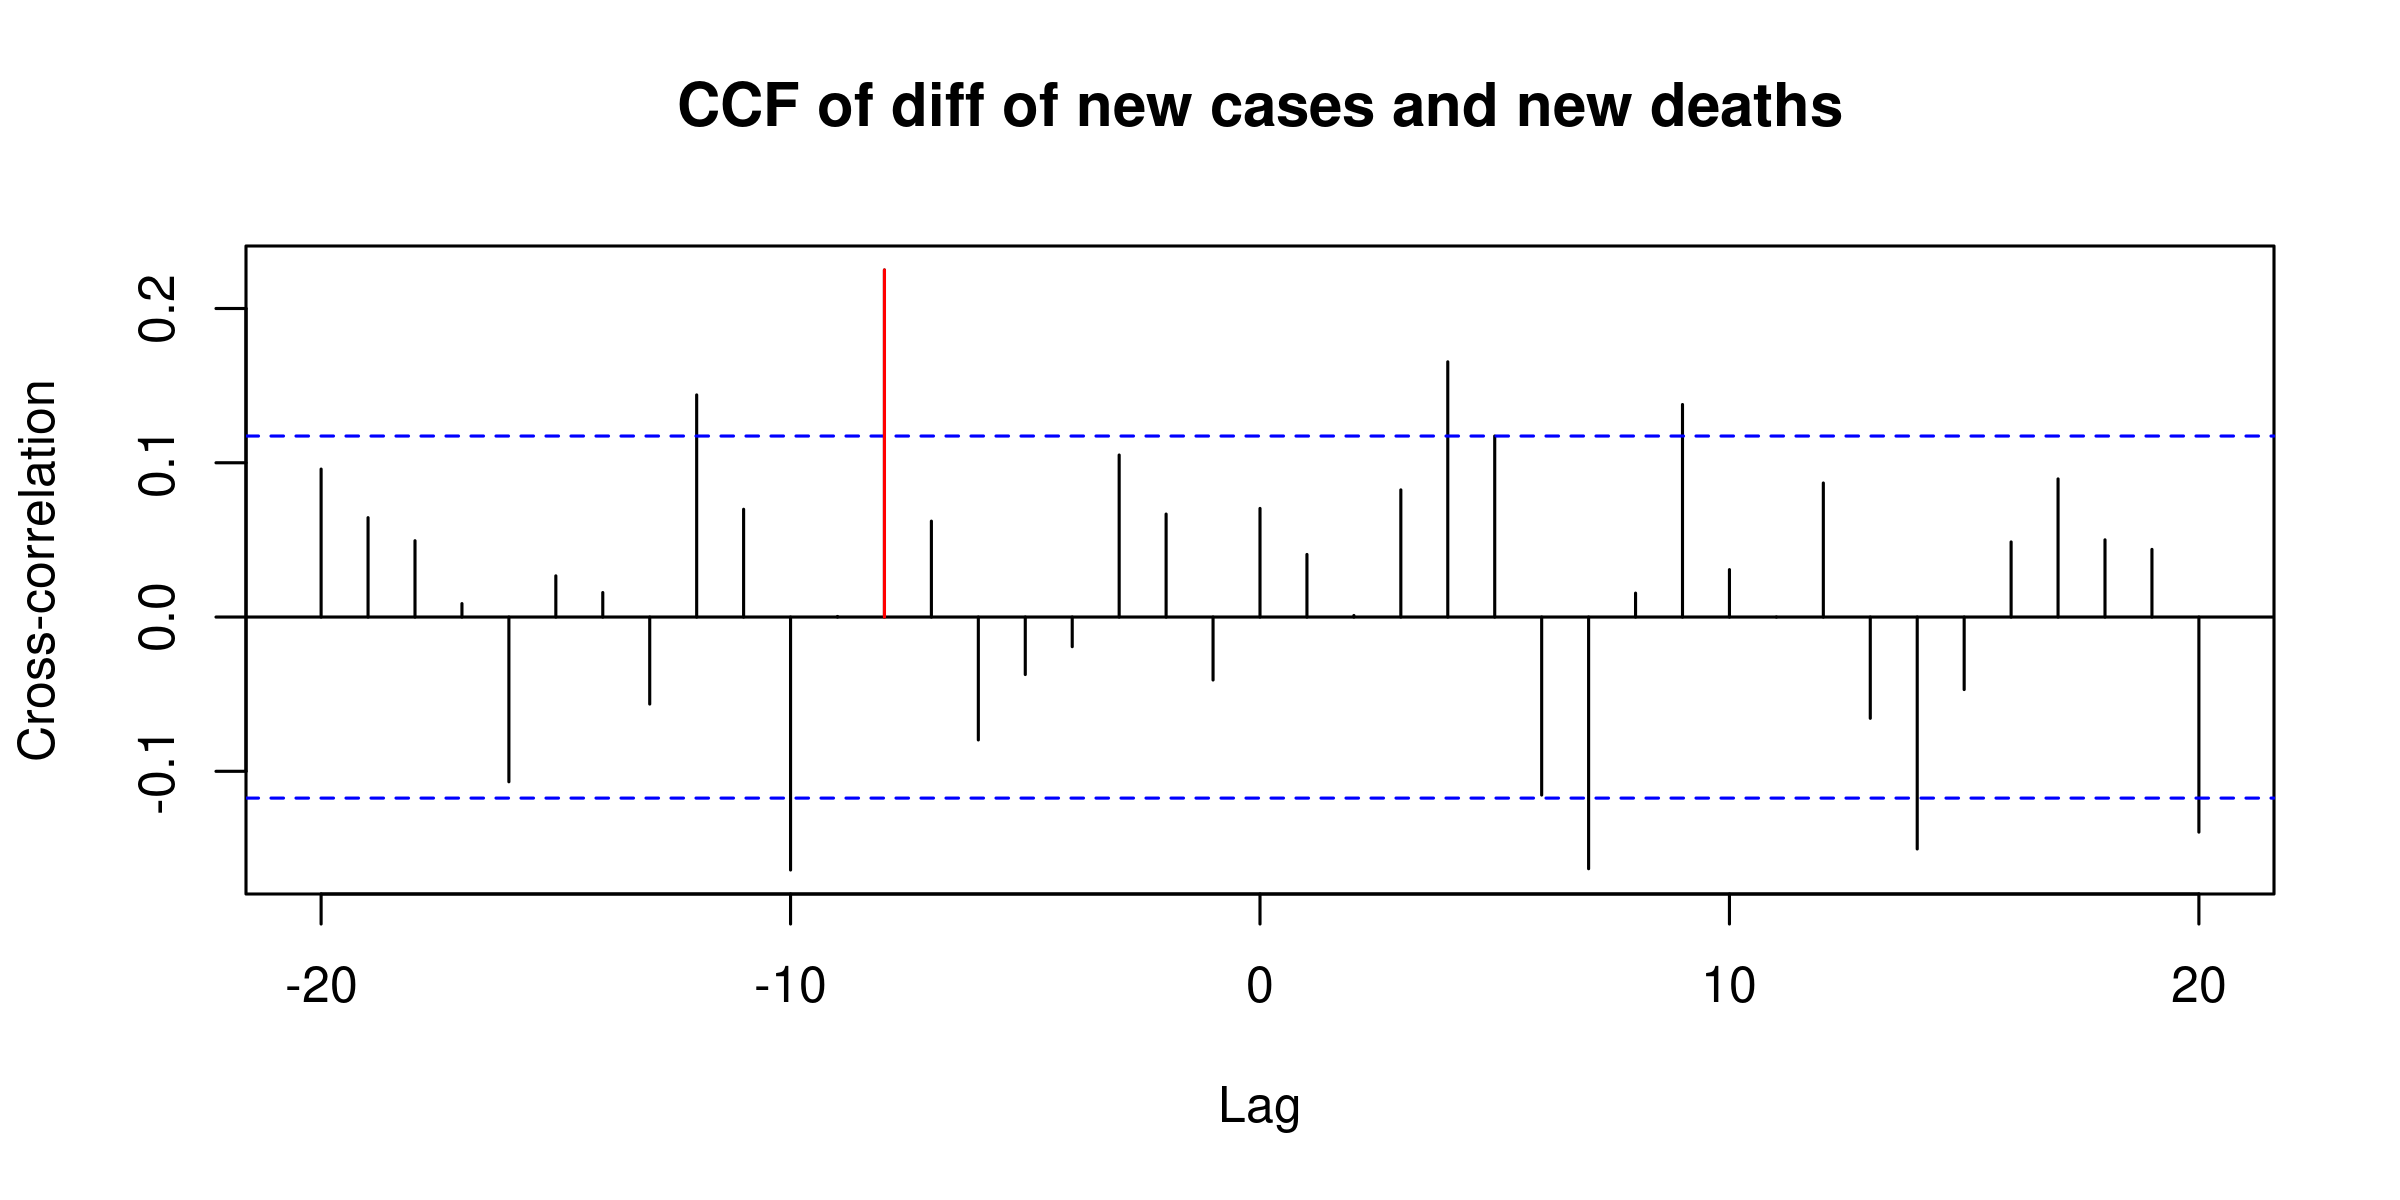 CCF of diff of new cases and new deaths
Cross-correlation
0.2
0.1
0.0
-0.1
-20 -10 0 10 20
Lag